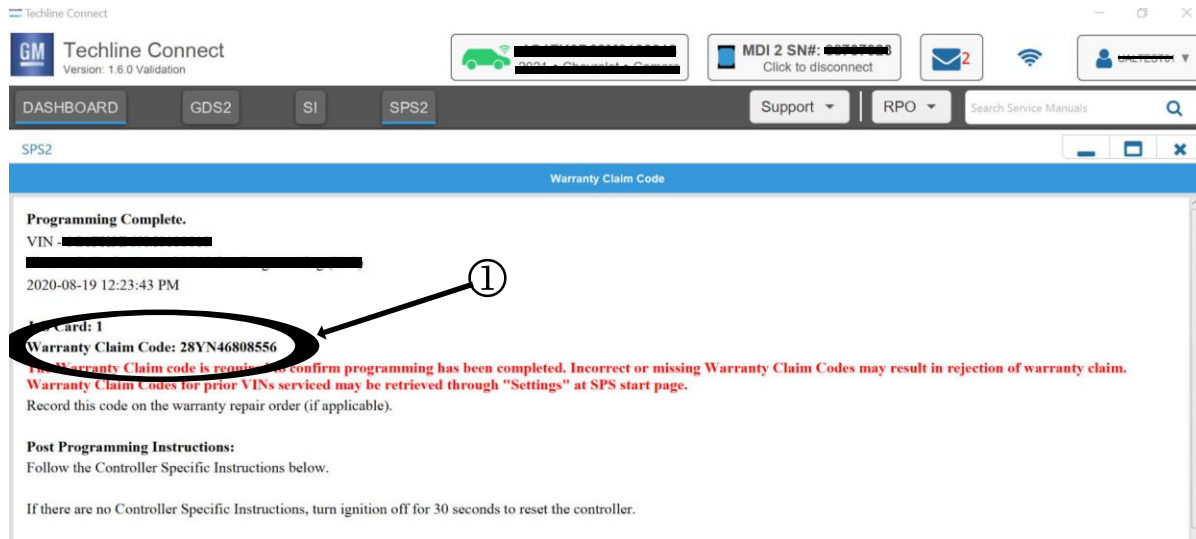 Techline Connect
GM
Techline Connect
Version: 1.6.0 Validation
2021 • Chevrolet • Camaro
MDI 2 SN#:
Click to disconnect
2
DASHBOARD GDS2 SI SPS2 Support RPO Search Service Manuals
SPS2
Warranty Claim Code
Programming Complete.
VIN -
2020-08-19 12:23:43 PM
①
Card: 1
Warranty Claim Code: 28YN46808556
The Warranty Claim code is required to confirm programming has been completed. Incorrect or missing Warranty Claim Codes may result in rejection of warranty claim.
Warranty Claim Codes for prior VINs serviced may be retrieved through "Settings" at SPS start page.
Record this code on the warranty repair order (if applicable).
Post Programming Instructions:
Follow the Controller Specific Instructions below.
If there are no Controller Specific Instructions, turn ignition off for 30 seconds to reset the controller.